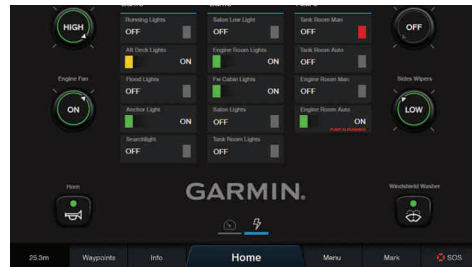 HIGH
OFF
Running Lights
OFF
Salon Low Light
OFF
Tank Room Man
OFF
Aft Deck Lights
ON
Engine Room Lights
ON
Tank Room Auto
OFF
Engine Fan
Flood Lights
OFF
Fw Cabin Lights
ON
Engine Room Man
OFF
Sides Wipers
ON
Anchor Light
ON
Salon Lights
OFF
Engine Room Auto
ON
PUMP IS RUNNING
LOW
Searchlight
OFF
Tank Room Lights
OFF
Horn
GARMIN.
Windshield Washer
25.3m
Waypoints
Info
Home
Menu
Mark
SOS